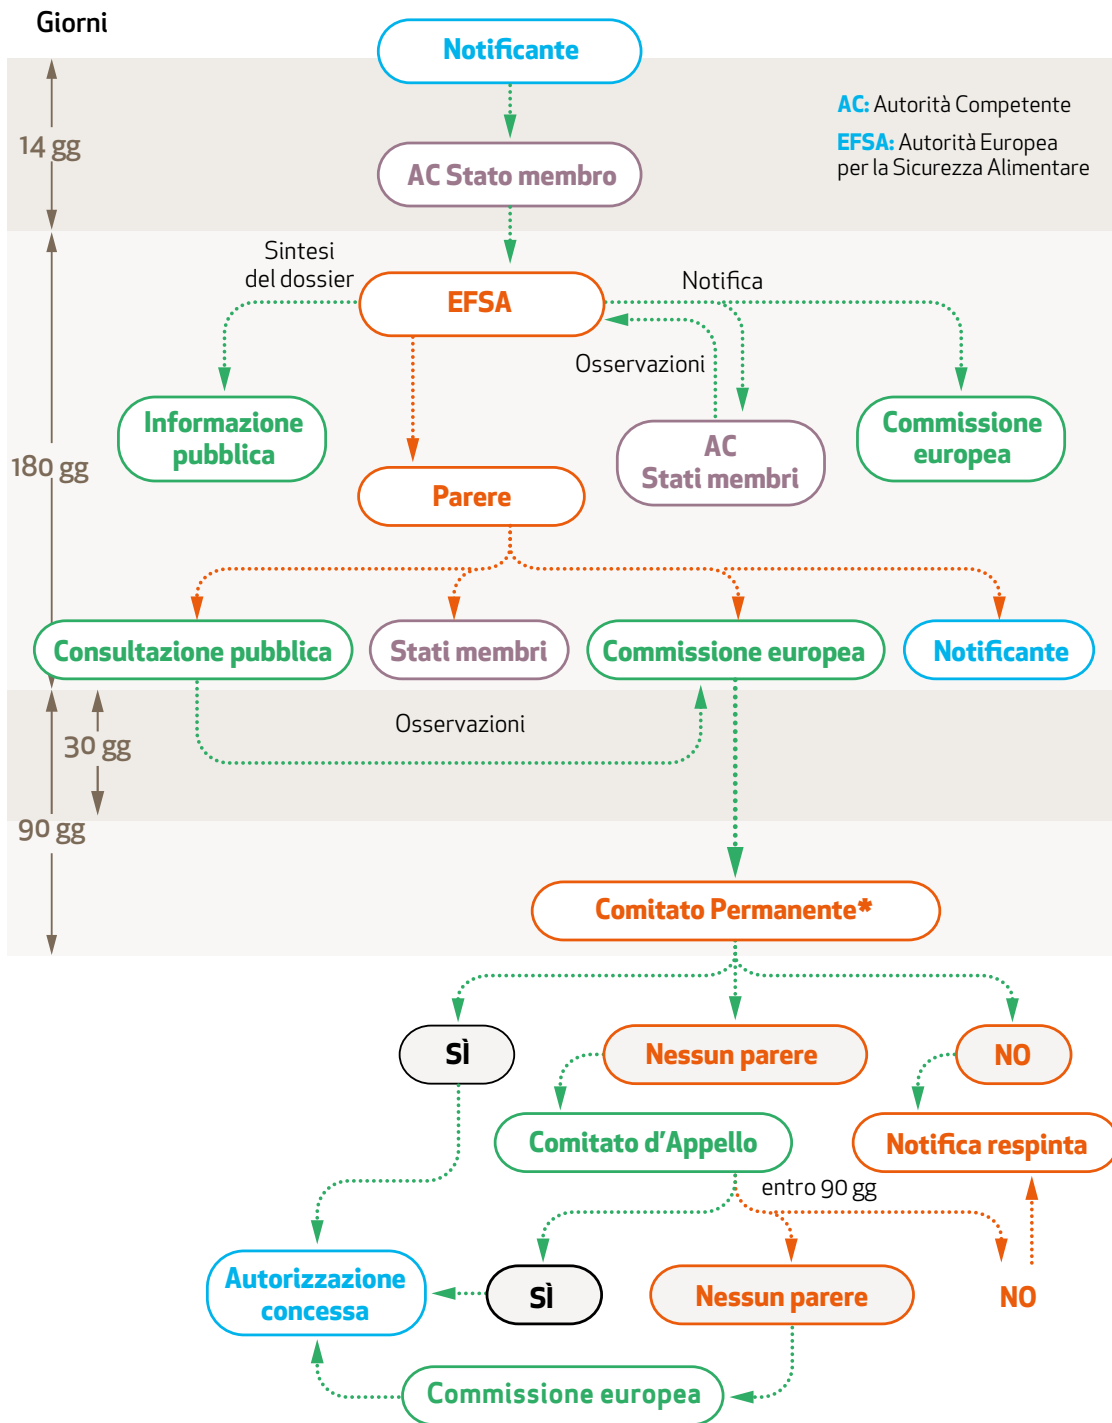 Giorni
Notificante
AC: Autorità Competente
EFSA: Autorità Europea
per la Sicurezza Alimentare
14 gg
AC Stato membro
Sintesi
del dossier
EFSA
Notifica
Osservazioni
Informazione
pubblica
AC
Stati membri
Commissione
europea
180 gg
Parere
Consultazione pubblica
Stati membri
Commissione europea
Notificante
Osservazioni
30 gg
90 gg
Comitato Permanente*
SÌ
Nessun parere
NO
Comitato d’Appello
Notifica respinta
entro 90 gg
Autorizzazione
concessa
SÌ
Nessun parere
NO
Commissione europea